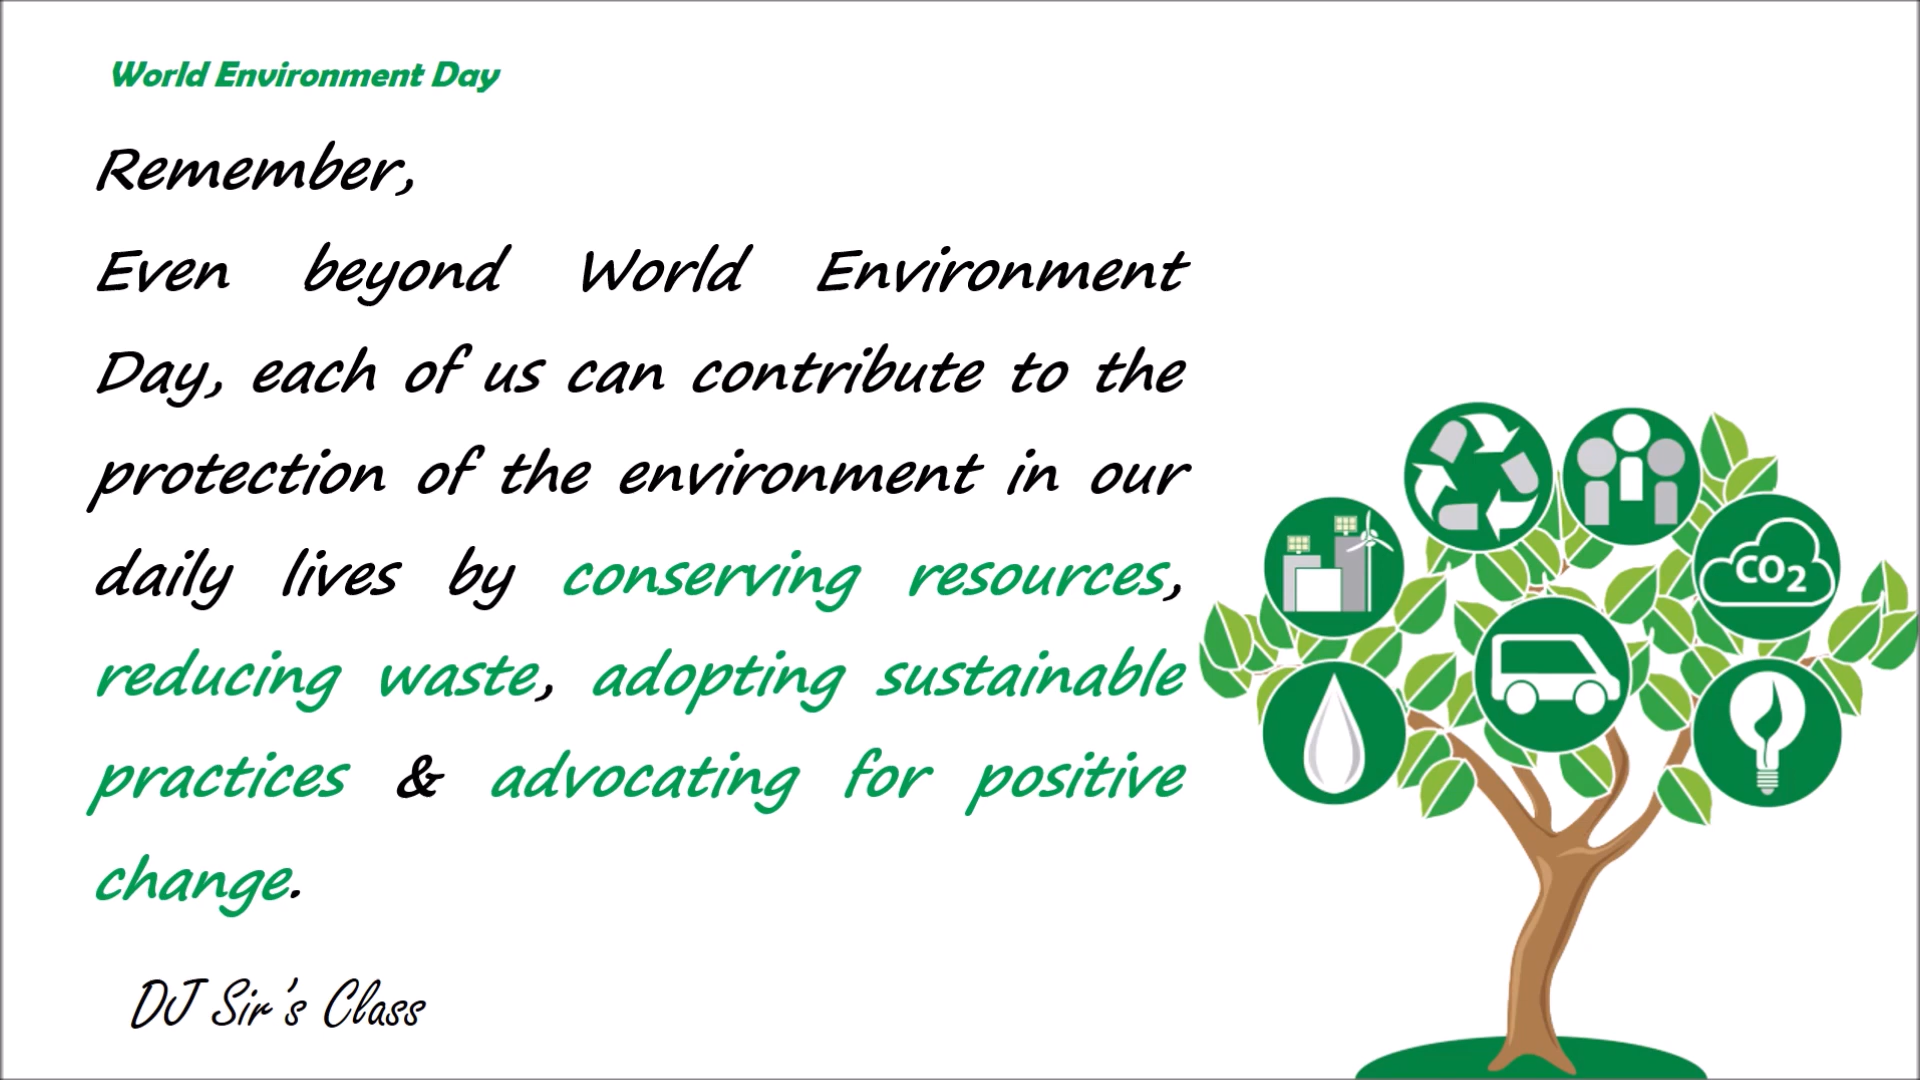 World Environment Day
Remember,
Even beyond World Environment
Day, each of us can contribute to the
protection of the environment in our
daily lives by conserving resources,
reducing waste, adopting sustainable
practices & advocating for positive
change.
CO2
DJ Sir's Class